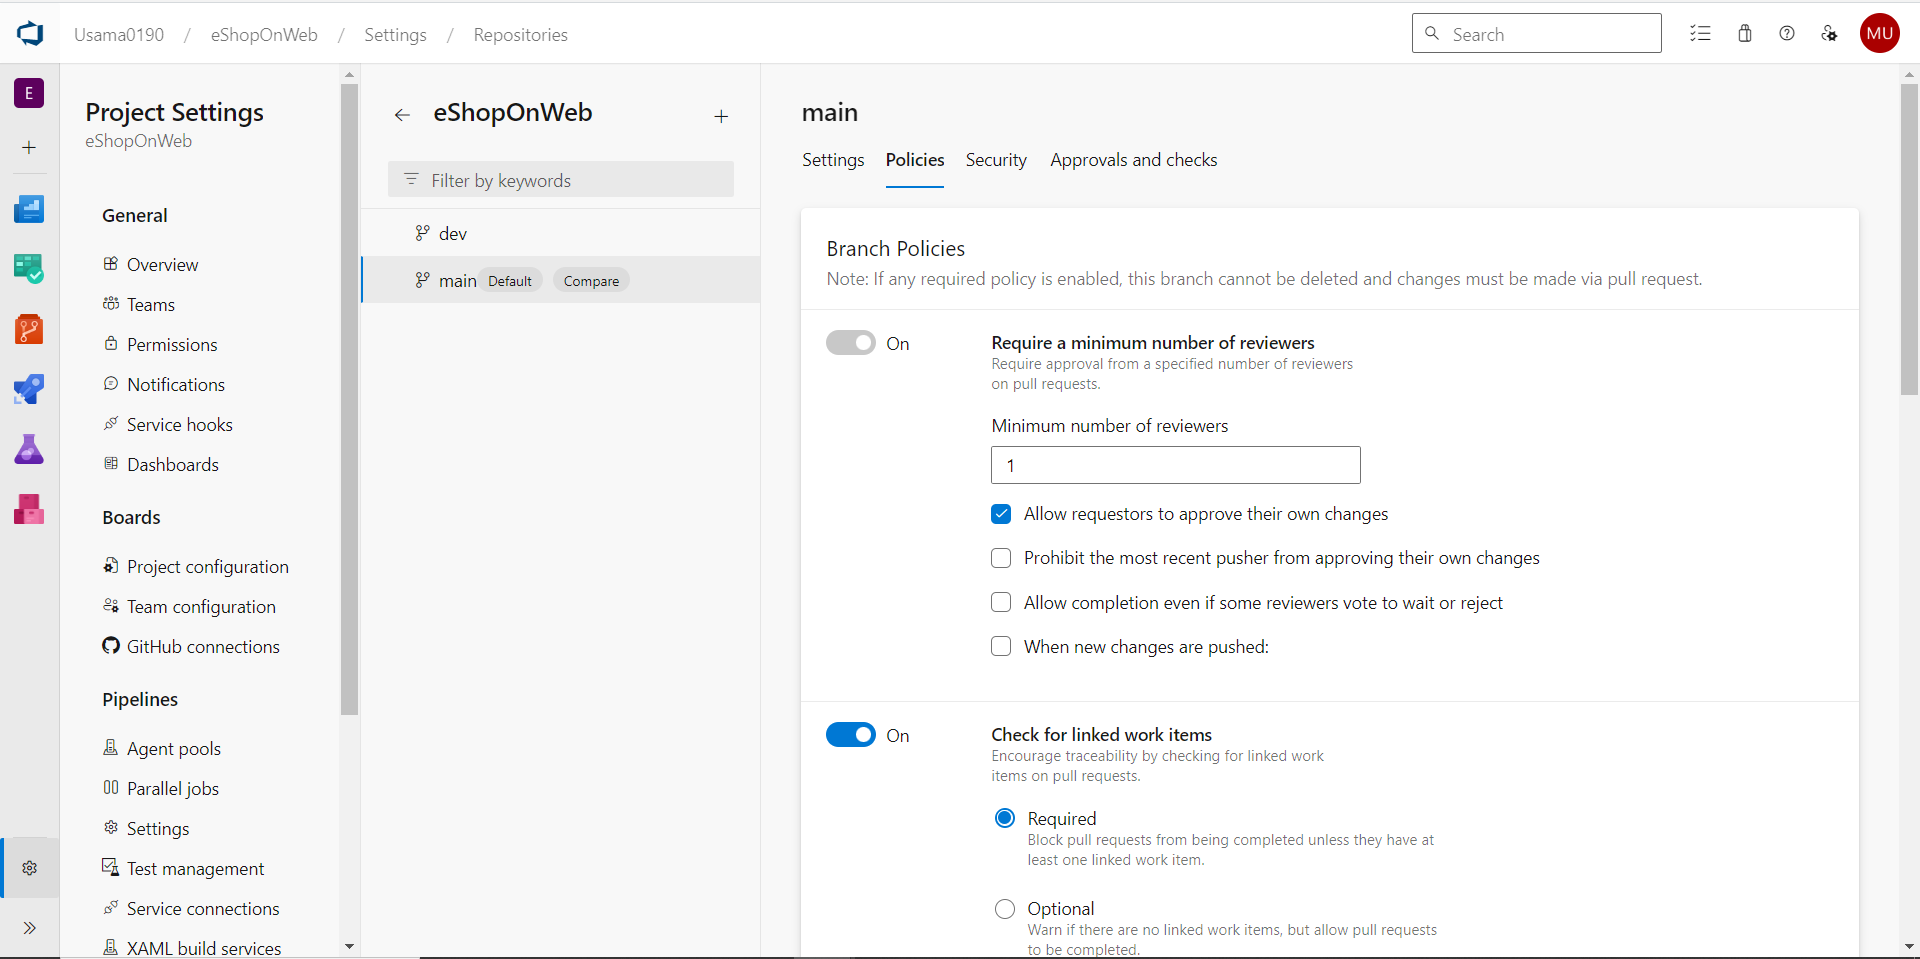 Usama0190 / eShopOnWeb / Settings / Repositories
Search
MU
E
Project Settings
eShopOnWeb
General
Overview
Teams
Permissions
Notifications
Service hooks
Dashboards
Boards
Project configuration
Team configuration
GitHub connections
Pipelines
Agent pools
Parallel jobs
Settings
Test management
Service connections
XAML build services
eShopOnWeb
Filter by keywords
dev
main Default Compare
main
Settings Policies Security Approvals and checks
Branch Policies
Note: If any required policy is enabled, this branch cannot be deleted and changes must be made via pull request.
On
Require a minimum number of reviewers
Require approval from a specified number of reviewers
on pull requests.
Minimum number of reviewers
1
Allow requestors to approve their own changes
Prohibit the most recent pusher from approving their own changes
Allow completion even if some reviewers vote to wait or reject
When new changes are pushed:
On
Check for linked work items
Encourage traceability by checking for linked work
items on pull requests.
Required
Block pull requests from being completed unless they have at
least one linked work item.
Optional
Warn if there are no linked work items, but allow pull requests
to be completed.